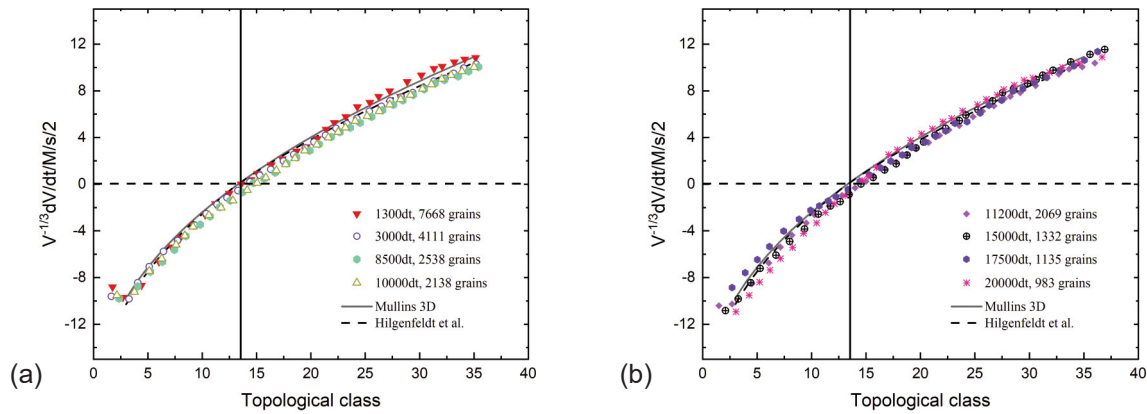 12
8
4
0
-4
-8
-12
V⁻¹/³dV/dt/M/s/2
1300dt, 7668 grains
3000dt, 4111 grains
8500dt, 2538 grains
10000dt, 2138 grains
Mullins 3D
Hilgenfeldt et al.
0 5 10 15 20 25 30 35 40
Topological class
(a)
12
8
4
0
-4
-8
-12
V⁻¹/³dV/dt/M/s/2
11200dt, 2069 grains
15000dt, 1332 grains
17500dt, 1135 grains
20000dt, 983 grains
Mullins 3D
Hilgenfeldt et al.
0 5 10 15 20 25 30 35 40
Topological class
(b)